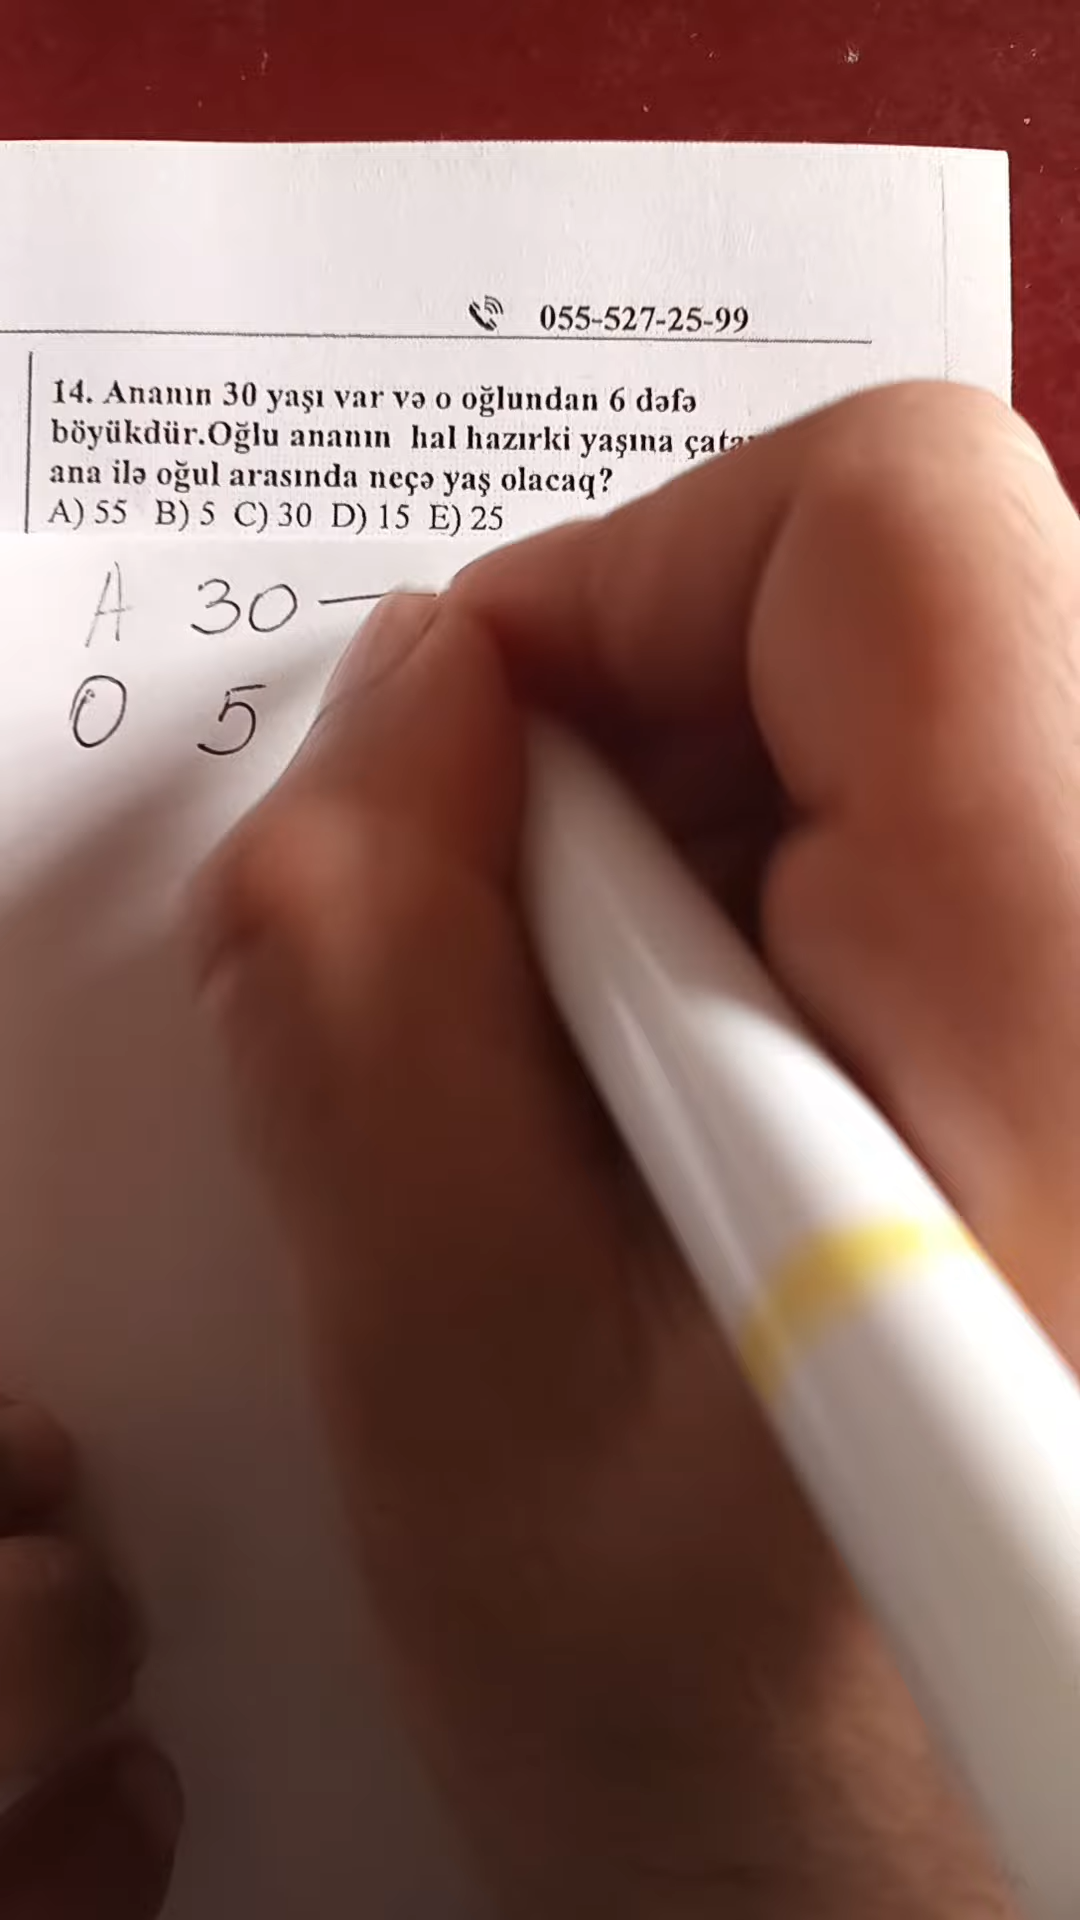 055-527-25-99
14. Ananın 30 yaşı var və o oğlundan 6 dəfə
böyükdür.Oğlu ananın hal hazırki yaşına
ana ilə oğul arasında neçə yaş olacaq?
A) 55 B) 5 C) 30 D) 15 E) 25
A 30 —
O 5